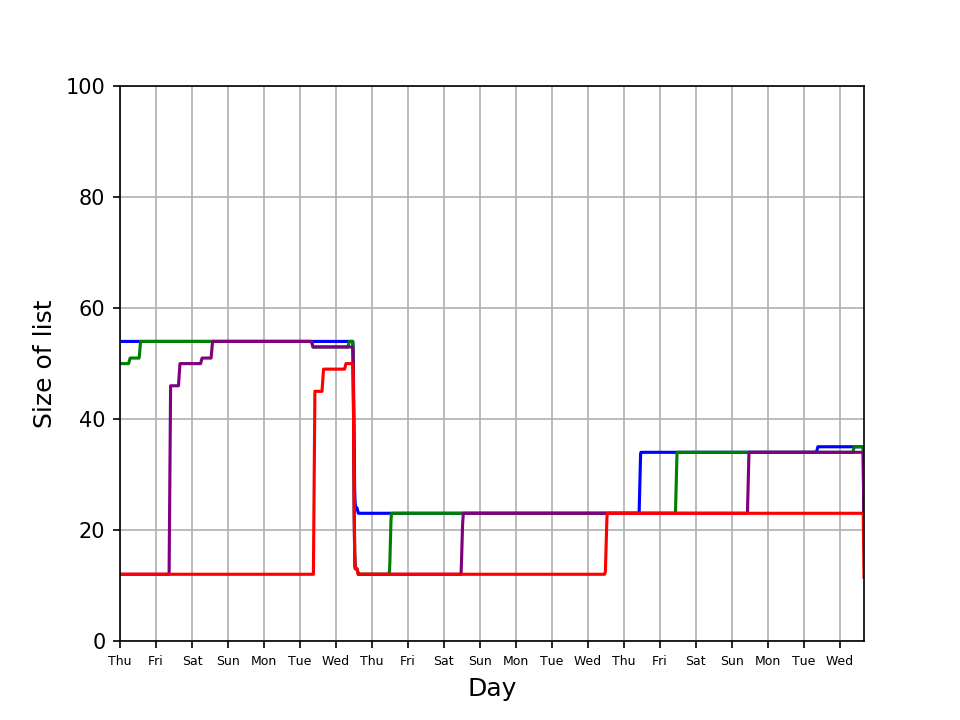 100
80
60
40
20
0
Size of list
Thu Fri Sat Sun Mon Tue Wed Thu Fri Sat Sun Mon Tue Wed Thu Fri Sat Sun Mon Tue Wed
Day